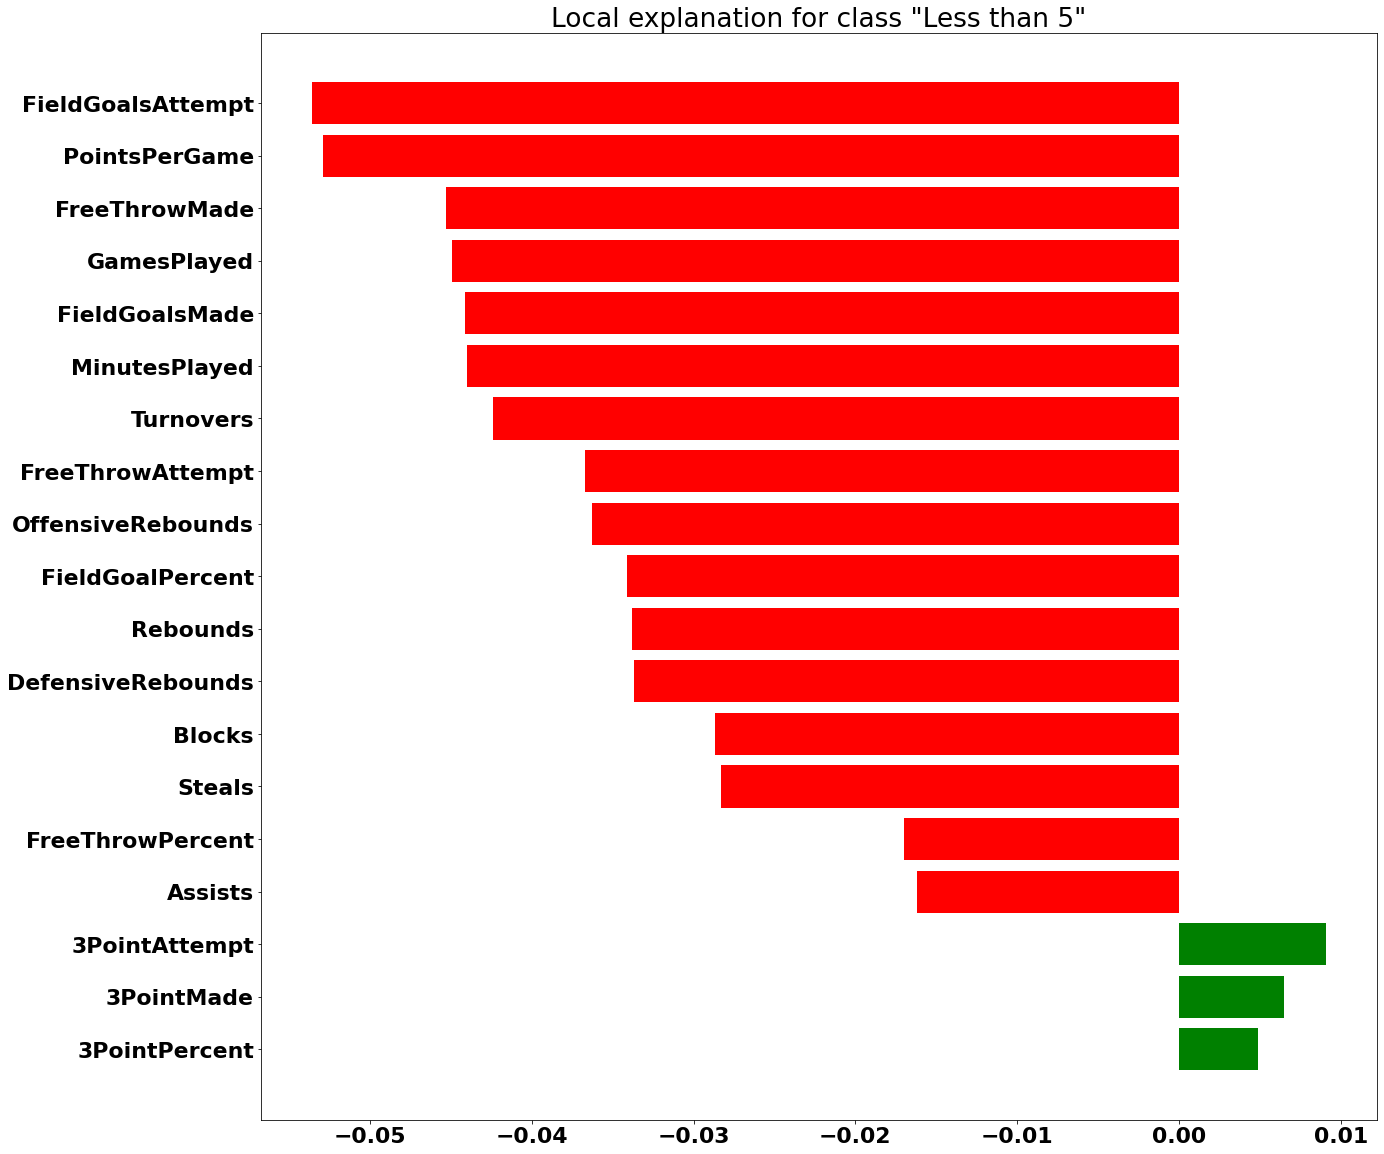 Local explanation for class "Less than 5"
FieldGoalsAttempt
PointsPerGame
FreeThrowMade
GamesPlayed
FieldGoalsMade
MinutesPlayed
Turnovers
FreeThrowAttempt
OffensiveRebounds
FieldGoalPercent
Rebounds
DefensiveRebounds
Blocks
Steals
FreeThrowPercent
Assists
3PointAttempt
3PointMade
3PointPercent
−0.05 −0.04 −0.03 −0.02 −0.01 0.00 0.01